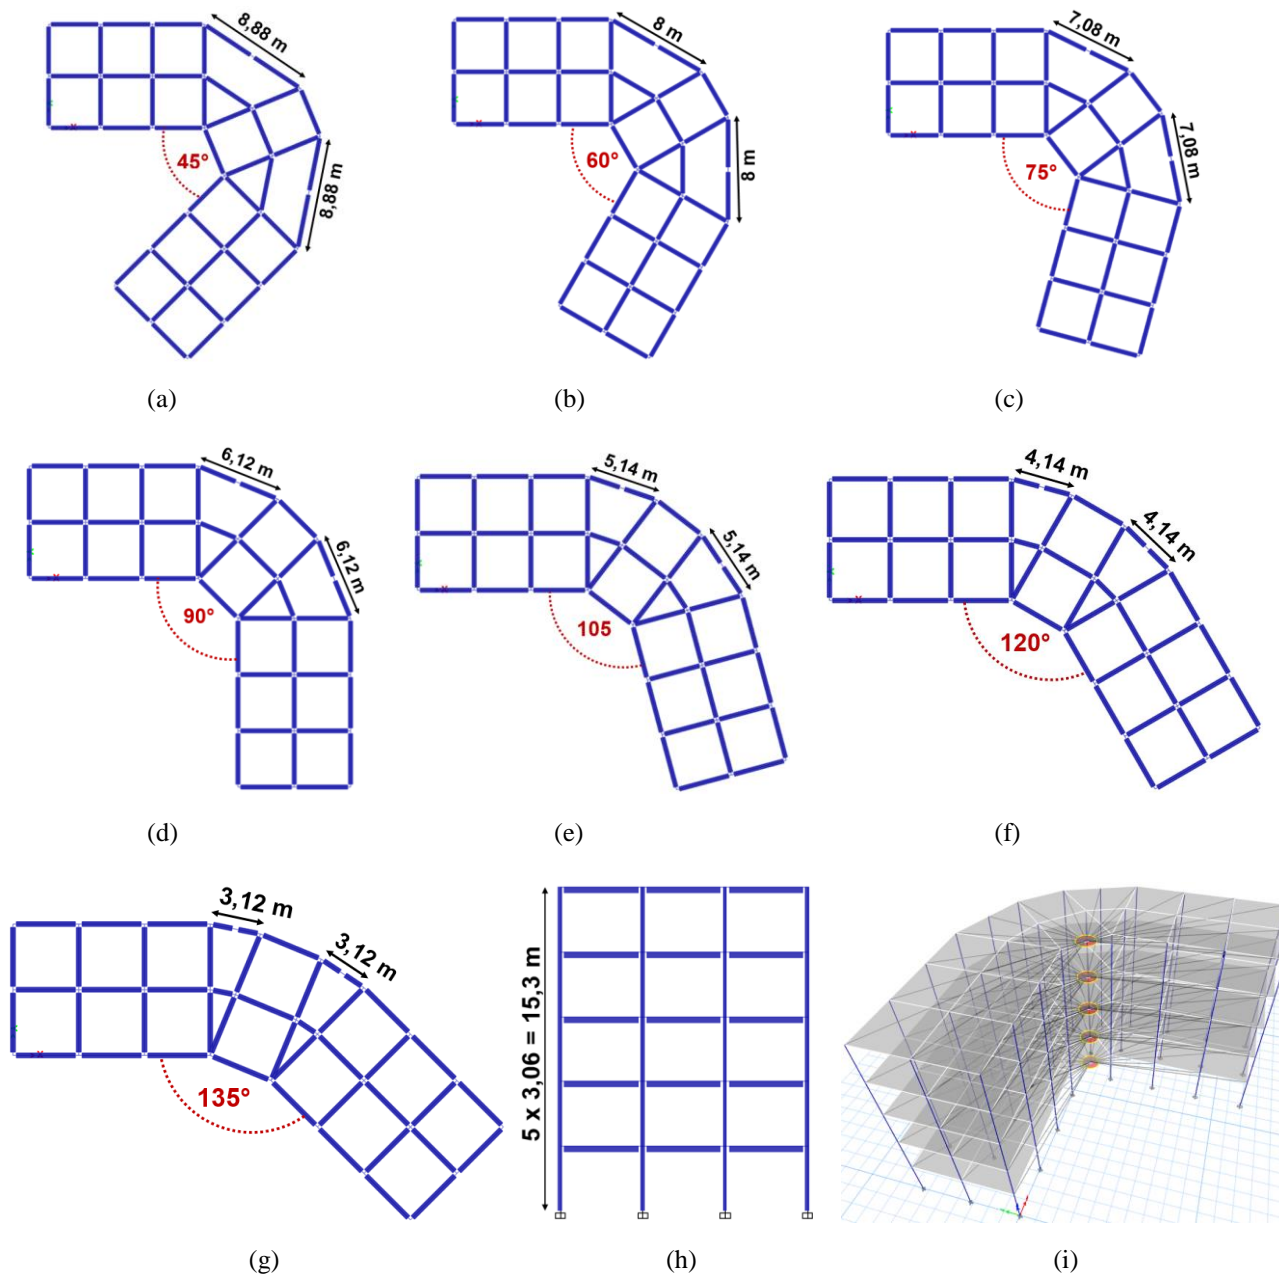 8,88 m
45°
8,88 m
(a)
8 m
60°
8 m
(b)
7,08 m
75°
7,08 m
(c)
6,12 m
90°
6,12 m
(d)
5,14 m
105
5,14 m
(e)
4,14 m
120°
4,14 m
(f)
3,12 m
3,12 m
135°
(g)
5 x 3,06 = 15,3 m
(h)
(i)